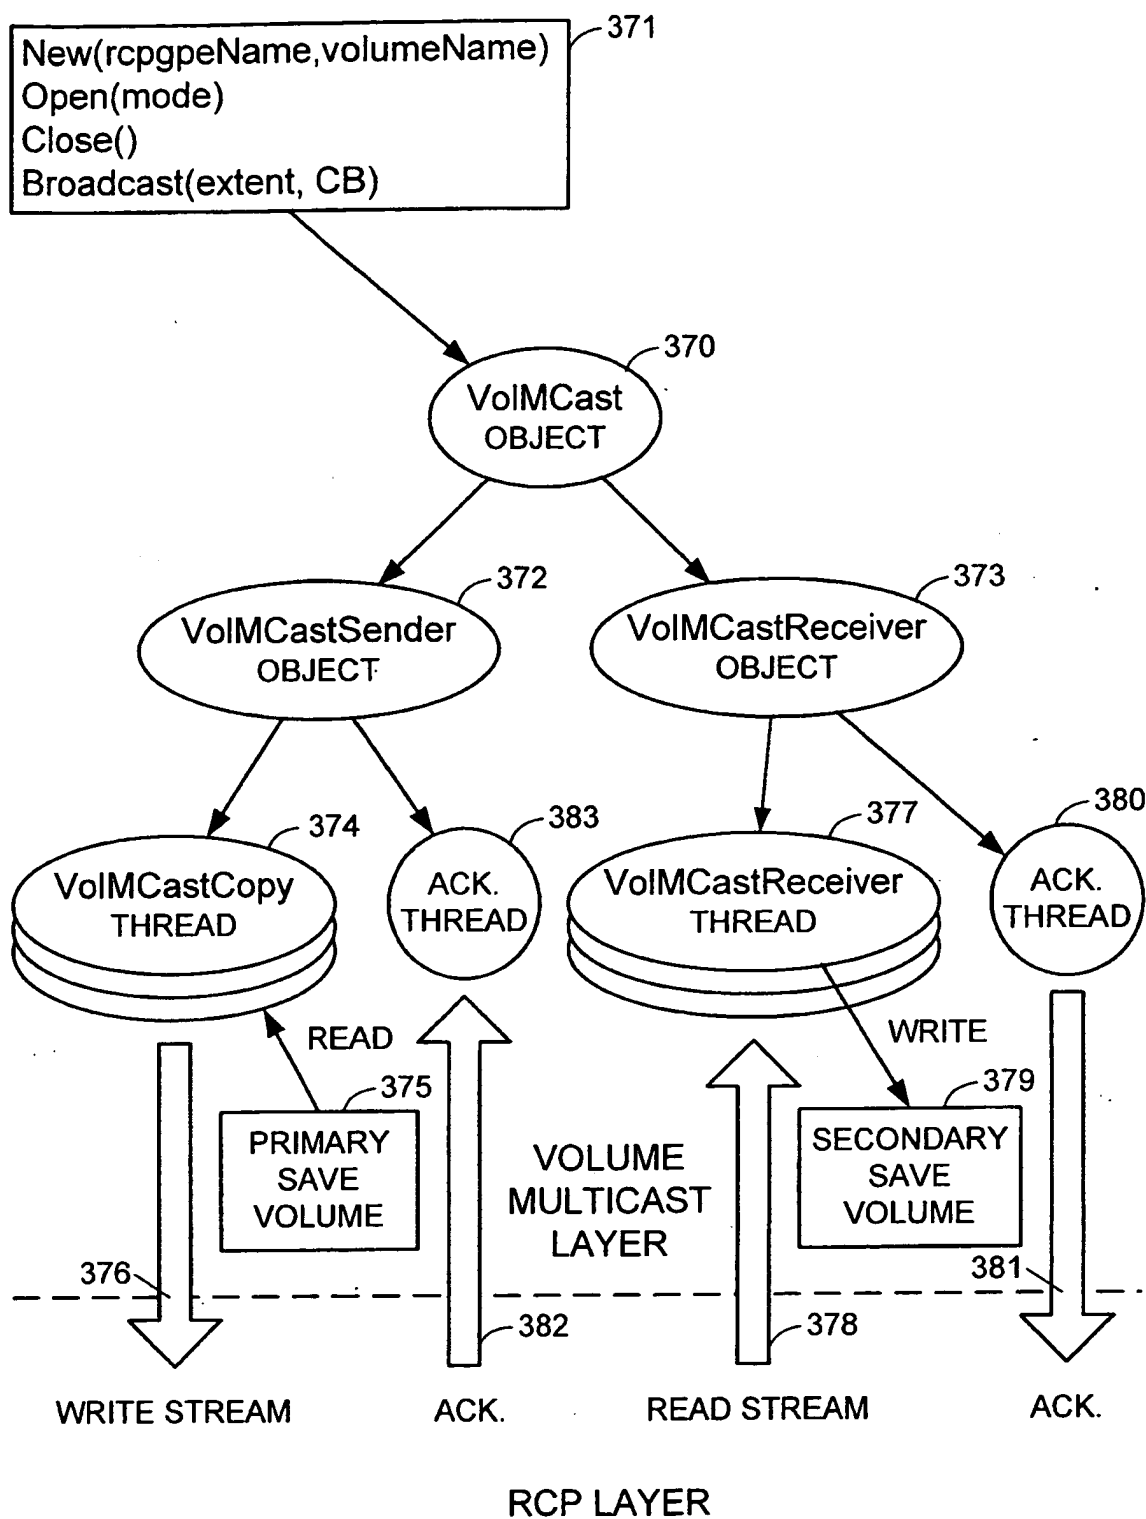 371
New(rcpgpeName,volumeName)
Open(mode)
Close()
Broadcast(extent, CB)
370
VolMCast
OBJECT
372
VolMCastSender
OBJECT
373
VolMCastReceiver
OBJECT
374
VolMCastCopy
THREAD
383
ACK.
THREAD
377
VolMCastReceiver
THREAD
380
ACK.
THREAD
READ
WRITE
375
PRIMARY
SAVE
VOLUME
VOLUME
MULTICAST
LAYER
379
SECONDARY
SAVE
VOLUME
376
382
378
381
WRITE STREAM
ACK.
READ STREAM
ACK.
RCP LAYER